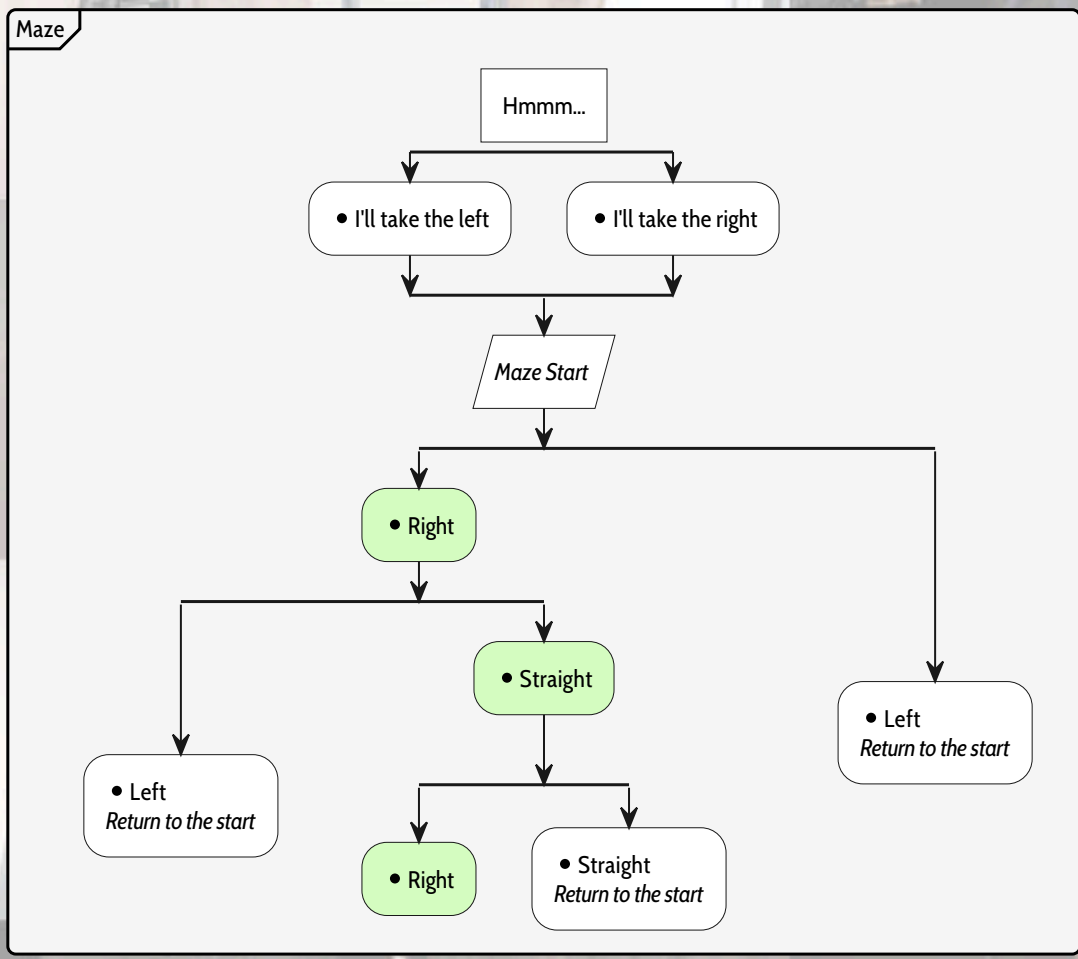 Maze
Hmmm...
• I'll take the left
• I'll take the right
Maze Start
• Right
• Straight
• Left
Return to the start
• Left
Return to the start
• Right
• Straight
Return to the start